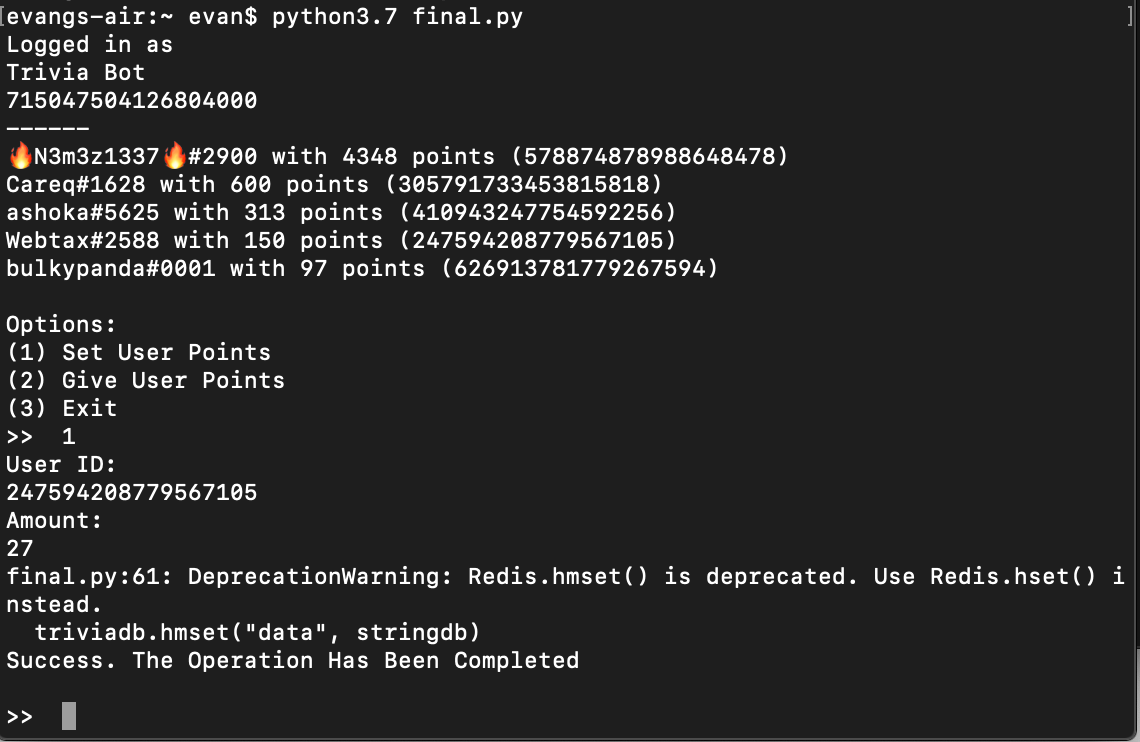 [evangs-air:~ evan$ python3.7 final.py ]
Logged in as
Trivia Bot
715047504126804000
------
🔥N3m3z1337🔥#2900 with 4348 points (578874878988648478)
Careq#1628 with 600 points (305791733453815818)
ashoka#5625 with 313 points (410943247754592256)
Webtax#2588 with 150 points (247594208779567105)
bulkypanda#0001 with 97 points (626913781779267594)
Options:
(1) Set User Points
(2) Give User Points
(3) Exit
>>  1
User ID:
247594208779567105
Amount:
27
final.py:61: DeprecationWarning: Redis.hmset() is deprecated. Use Redis.hset() i
nstead.
  triviadb.hmset("data", stringdb)
Success. The Operation Has Been Completed
>>